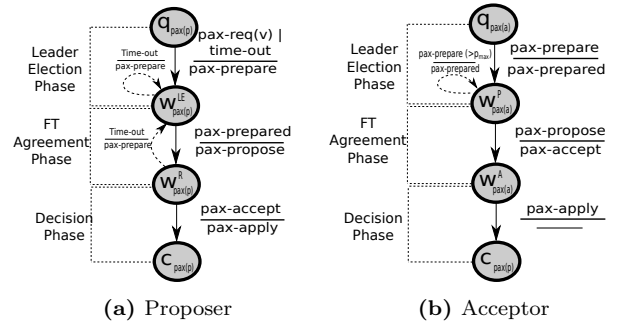 q pax(p)
pax-req(v) |
time-out
pax-prepare
Leader
Election
Phase
Time-out
pax-prepare
w LE pax(p)
FT
Agreement
Phase
Time-out
pax-prepare
pax-prepared
pax-propose
w R pax(p)
Decision
Phase
pax-accept
pax-apply
c pax(p)
(a) Proposer
q pax(a)
pax-prepare
pax-prepared
Leader
Election
Phase
pax-prepare (>pmax)
pax-prepared
w P pax(a)
FT
Agreement
Phase
pax-propose
pax-accept
w A pax(a)
Decision
Phase
pax-apply
c pax(p)
(b) Acceptor